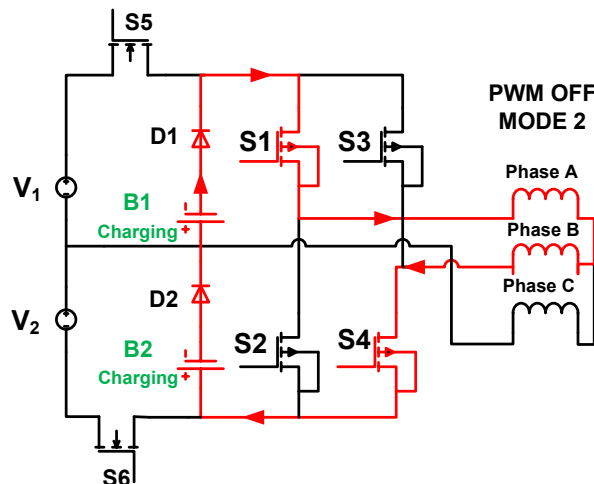 S5
PWM OFF
MODE 2
D1
S1
S3
Phase A
V1
B1
Charging
Phase B
D2
Phase C
V2
B2
Charging
S2
S4
S6